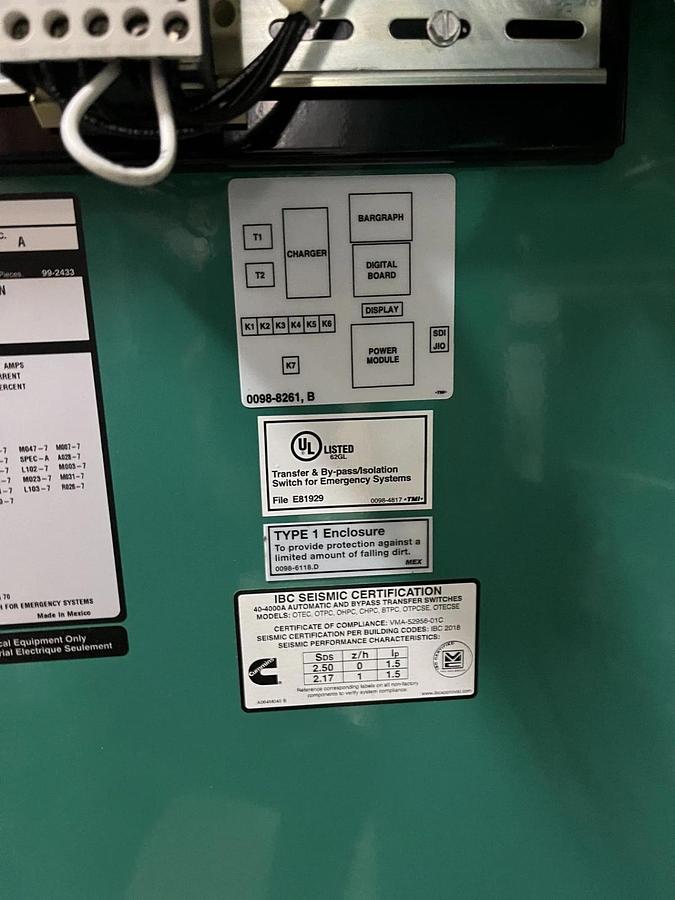 C. A
Pieces. 99-2433
N
AMPS
RRENT
ERCENT
-7 M047-7 M007-7
-7 SPEC-A A028-7
-7 L102-7 M003-7
-7 M023-7 M031-7
-7 L103-7 R026-7
-7
70
H FOR EMERGENCY SYSTEMS
Made in Mexico
cal Equipment Only
rial Electrique Seulement
BARGRAPH
T1
CHARGER
DIGITAL
BOARD
T2
DISPLAY
K1 K2 K3 K4 K5 K6
SDI
JIO
POWER
MODULE
K7
0098-8261, B
-TMI-
UL LISTED
62GL
Transfer & By-pass/Isolation
Switch for Emergency Systems
File E81929
0098-4817 -TMI-
TYPE 1 Enclosure
To provide protection against a
limited amount of falling dirt.
0098-6118.D MEX
IBC SEISMIC CERTIFICATION
40-4000A AUTOMATIC AND BYPASS TRANSFER SWITCHES
MODELS: OTEC, OTPC, OHPC, CHPC, BTPC, OTPCSE, OTECSE
CERTIFICATE OF COMPLIANCE: VMA-52956-01C
SEISMIC CERTIFICATION PER BUILDING CODES: IBC 2018
SEISMIC PERFORMANCE CHARACTERISTICS:
SDS z/h Ip
2.50 0 1.5
2.17 1 1.5
Cummins
Reference corresponding labels on all non-factory
components to verify system compliance.
www.ibcapproval.com